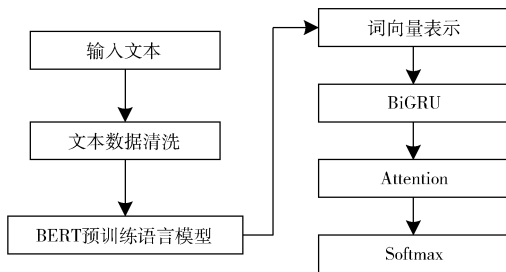 输入文本
文本数据清洗
BERT预训练语言模型
词向量表示
BiGRU
Attention
Softmax